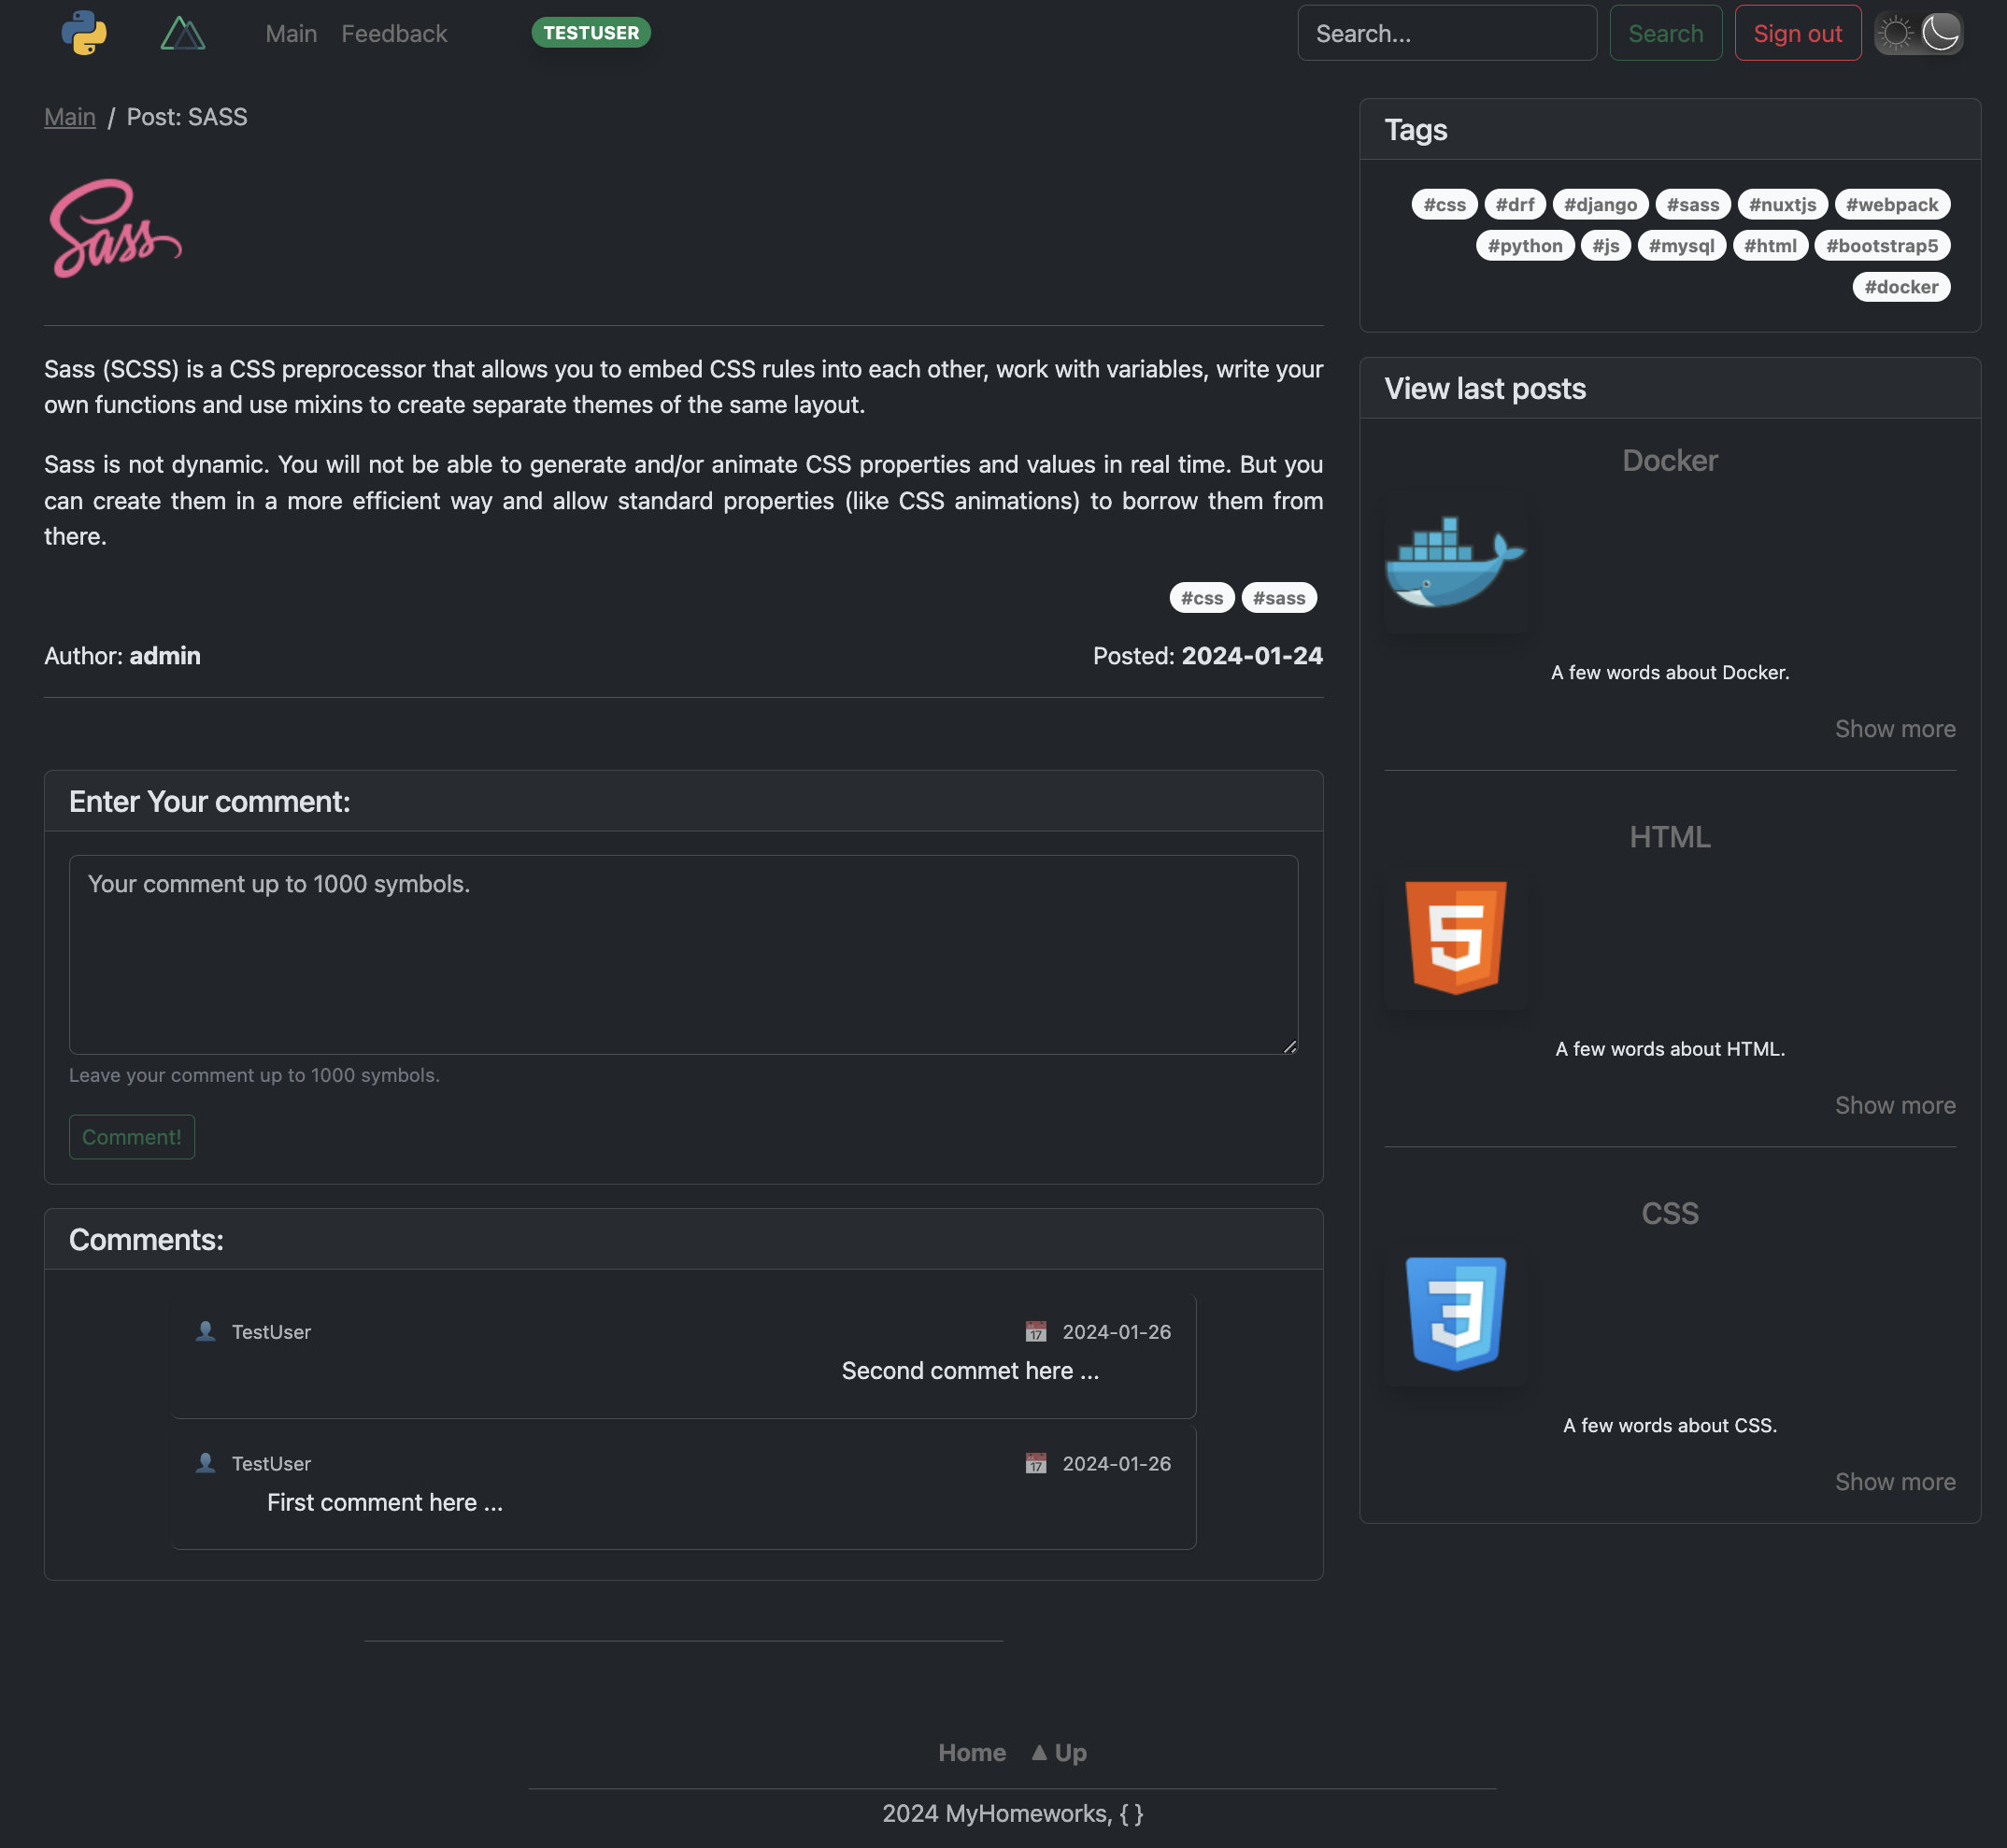 Main Feedback TESTUSER Search... Search Sign out
Main / Post: SASS
Sass
Sass (SCSS) is a CSS preprocessor that allows you to embed CSS rules into each other, work with variables, write your
own functions and use mixins to create separate themes of the same layout.
Sass is not dynamic. You will not be able to generate and/or animate CSS properties and values in real time. But you
can create them in a more efficient way and allow standard properties (like CSS animations) to borrow them from
there.
#css #sass
Author: admin Posted: 2024-01-24
Enter Your comment:
Your comment up to 1000 symbols.
Leave your comment up to 1000 symbols.
Comment!
Comments:
TestUser 17 2024-01-26
Second commet here ...
TestUser 17 2024-01-26
First comment here ...
Tags
#css #drf #django #sass #nuxtjs #webpack
#python #js #mysql #html #bootstrap5
#docker
View last posts
Docker
A few words about Docker.
Show more
HTML
5
A few words about HTML.
Show more
CSS
3
A few words about CSS.
Show more
Home ▲ Up
2024 MyHomeworks, { }